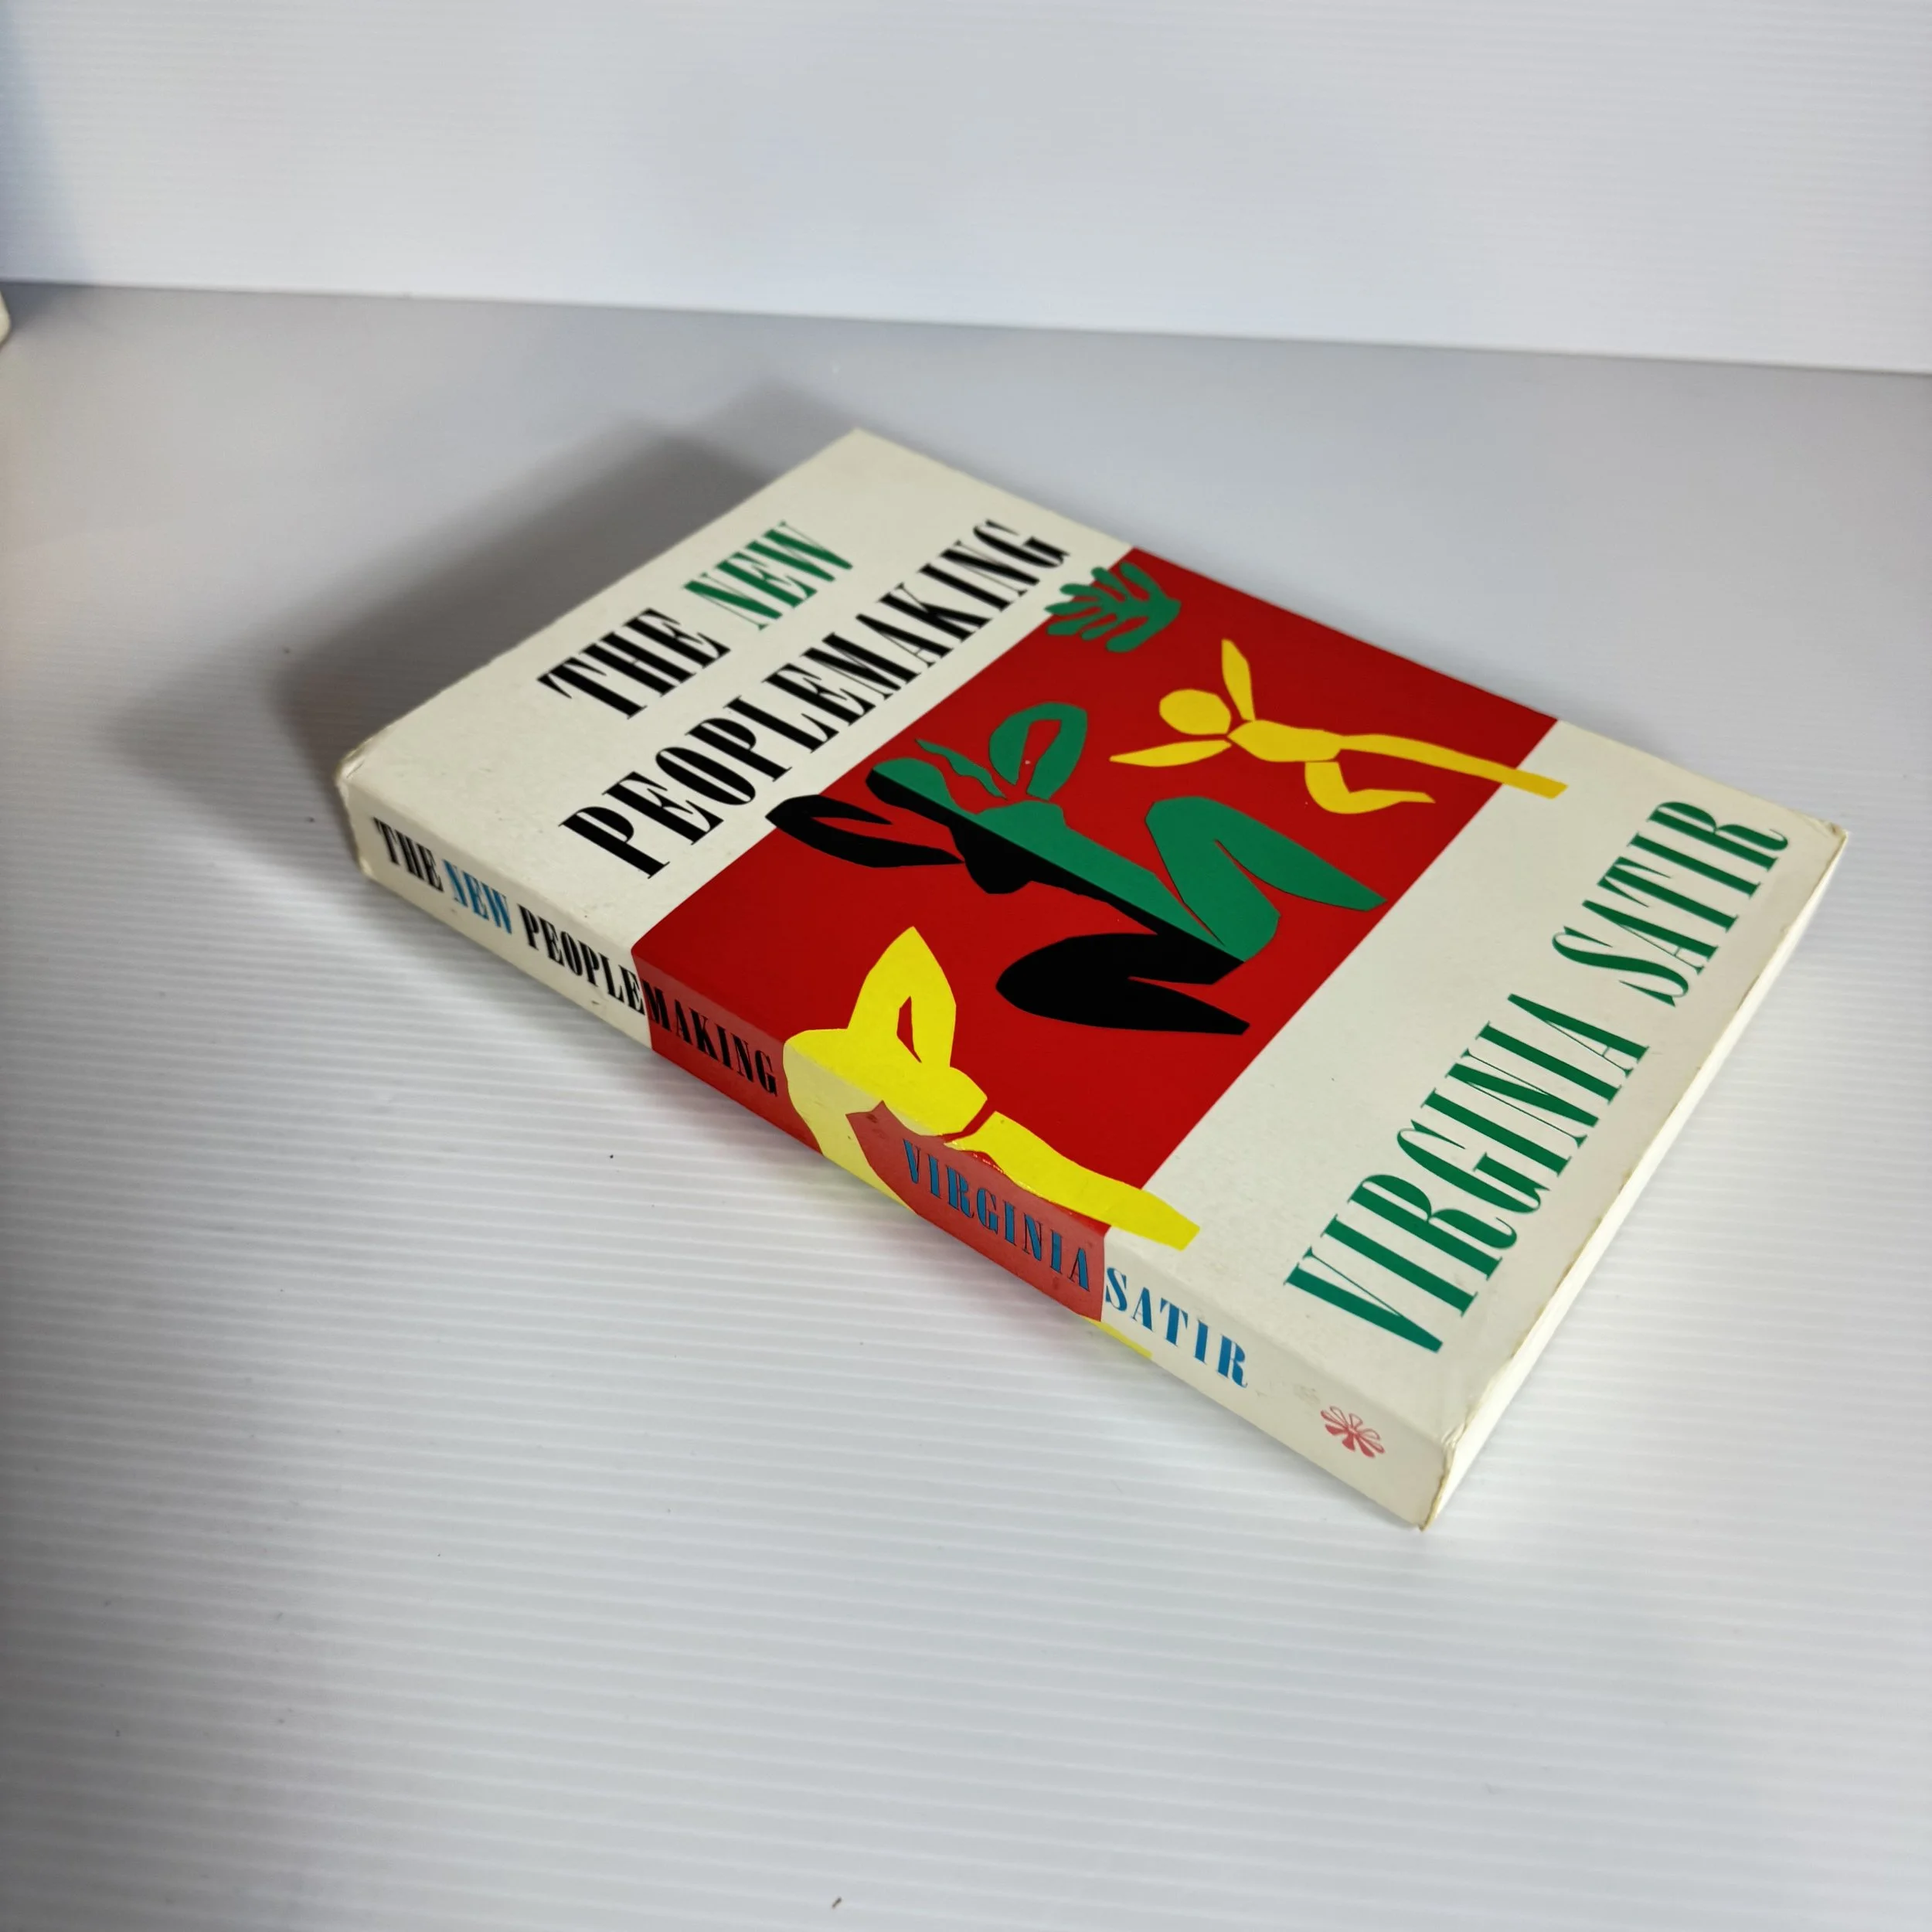 THE NEW
PEOPLEMAKING
VIRGINIA SATIR
THE NEW PEOPLEMAKING VIRGINIA SATIR